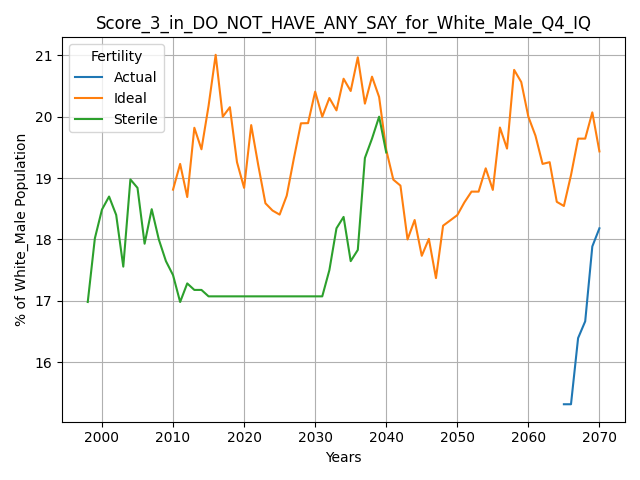 Score_3_in_DO_NOT_HAVE_ANY_SAY_for_White_Male_Q4_IQ
Fertility
Actual
Ideal
Sterile
% of White_Male Population
21
20
19
18
17
16
2000
2010
2020
2030
2040
2050
2060
2070
Years